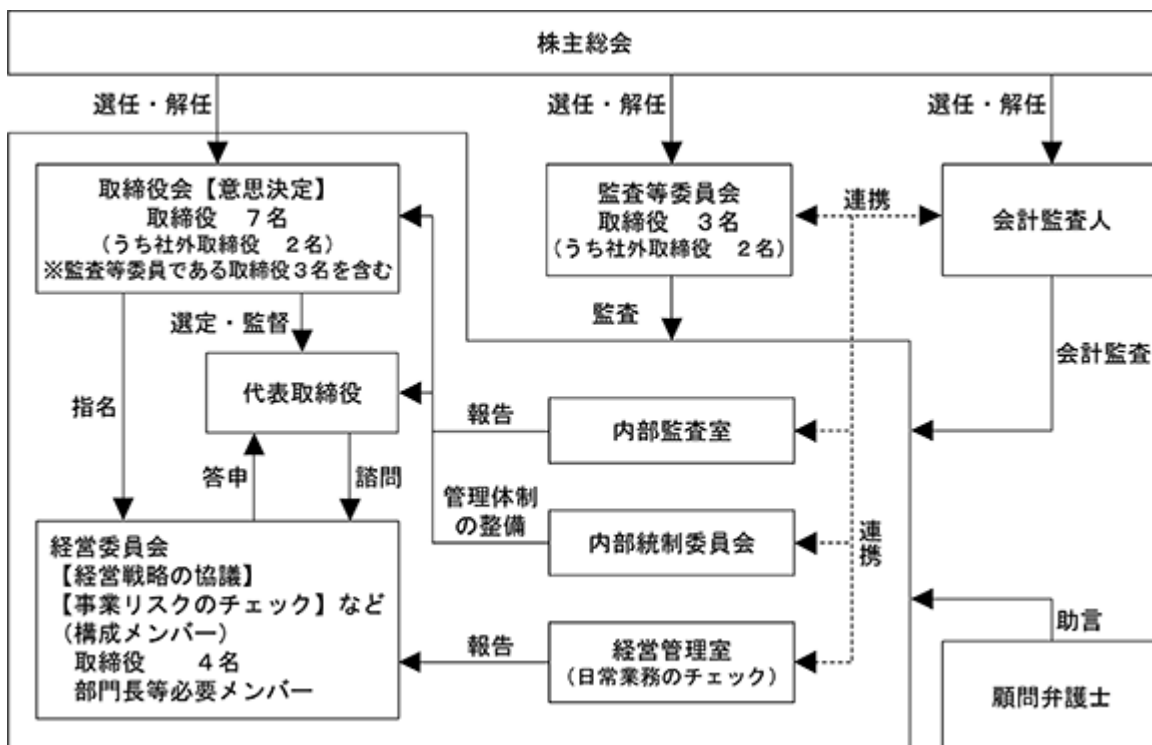 株主総会
選任・解任
選任・解任
選任・解任
取締役会【意思決定】
取締役　７名
（うち社外取締役　２名）
※監査等委員である取締役３名を含む
監査等委員会
取締役　３名
（うち社外取締役　２名）
連携
会計監査人
選定・監督
監査
会計監査
代表取締役
指名
報告
内部監査室
答申
諮問
管理体制
の整備
内部統制委員会
連携
経営委員会
【経営戦略の協議】
【事業リスクのチェック】など
（構成メンバー）
取締役　　４名
部門長等必要メンバー
報告
経営管理室
（日常業務のチェック）
助言
顧問弁護士